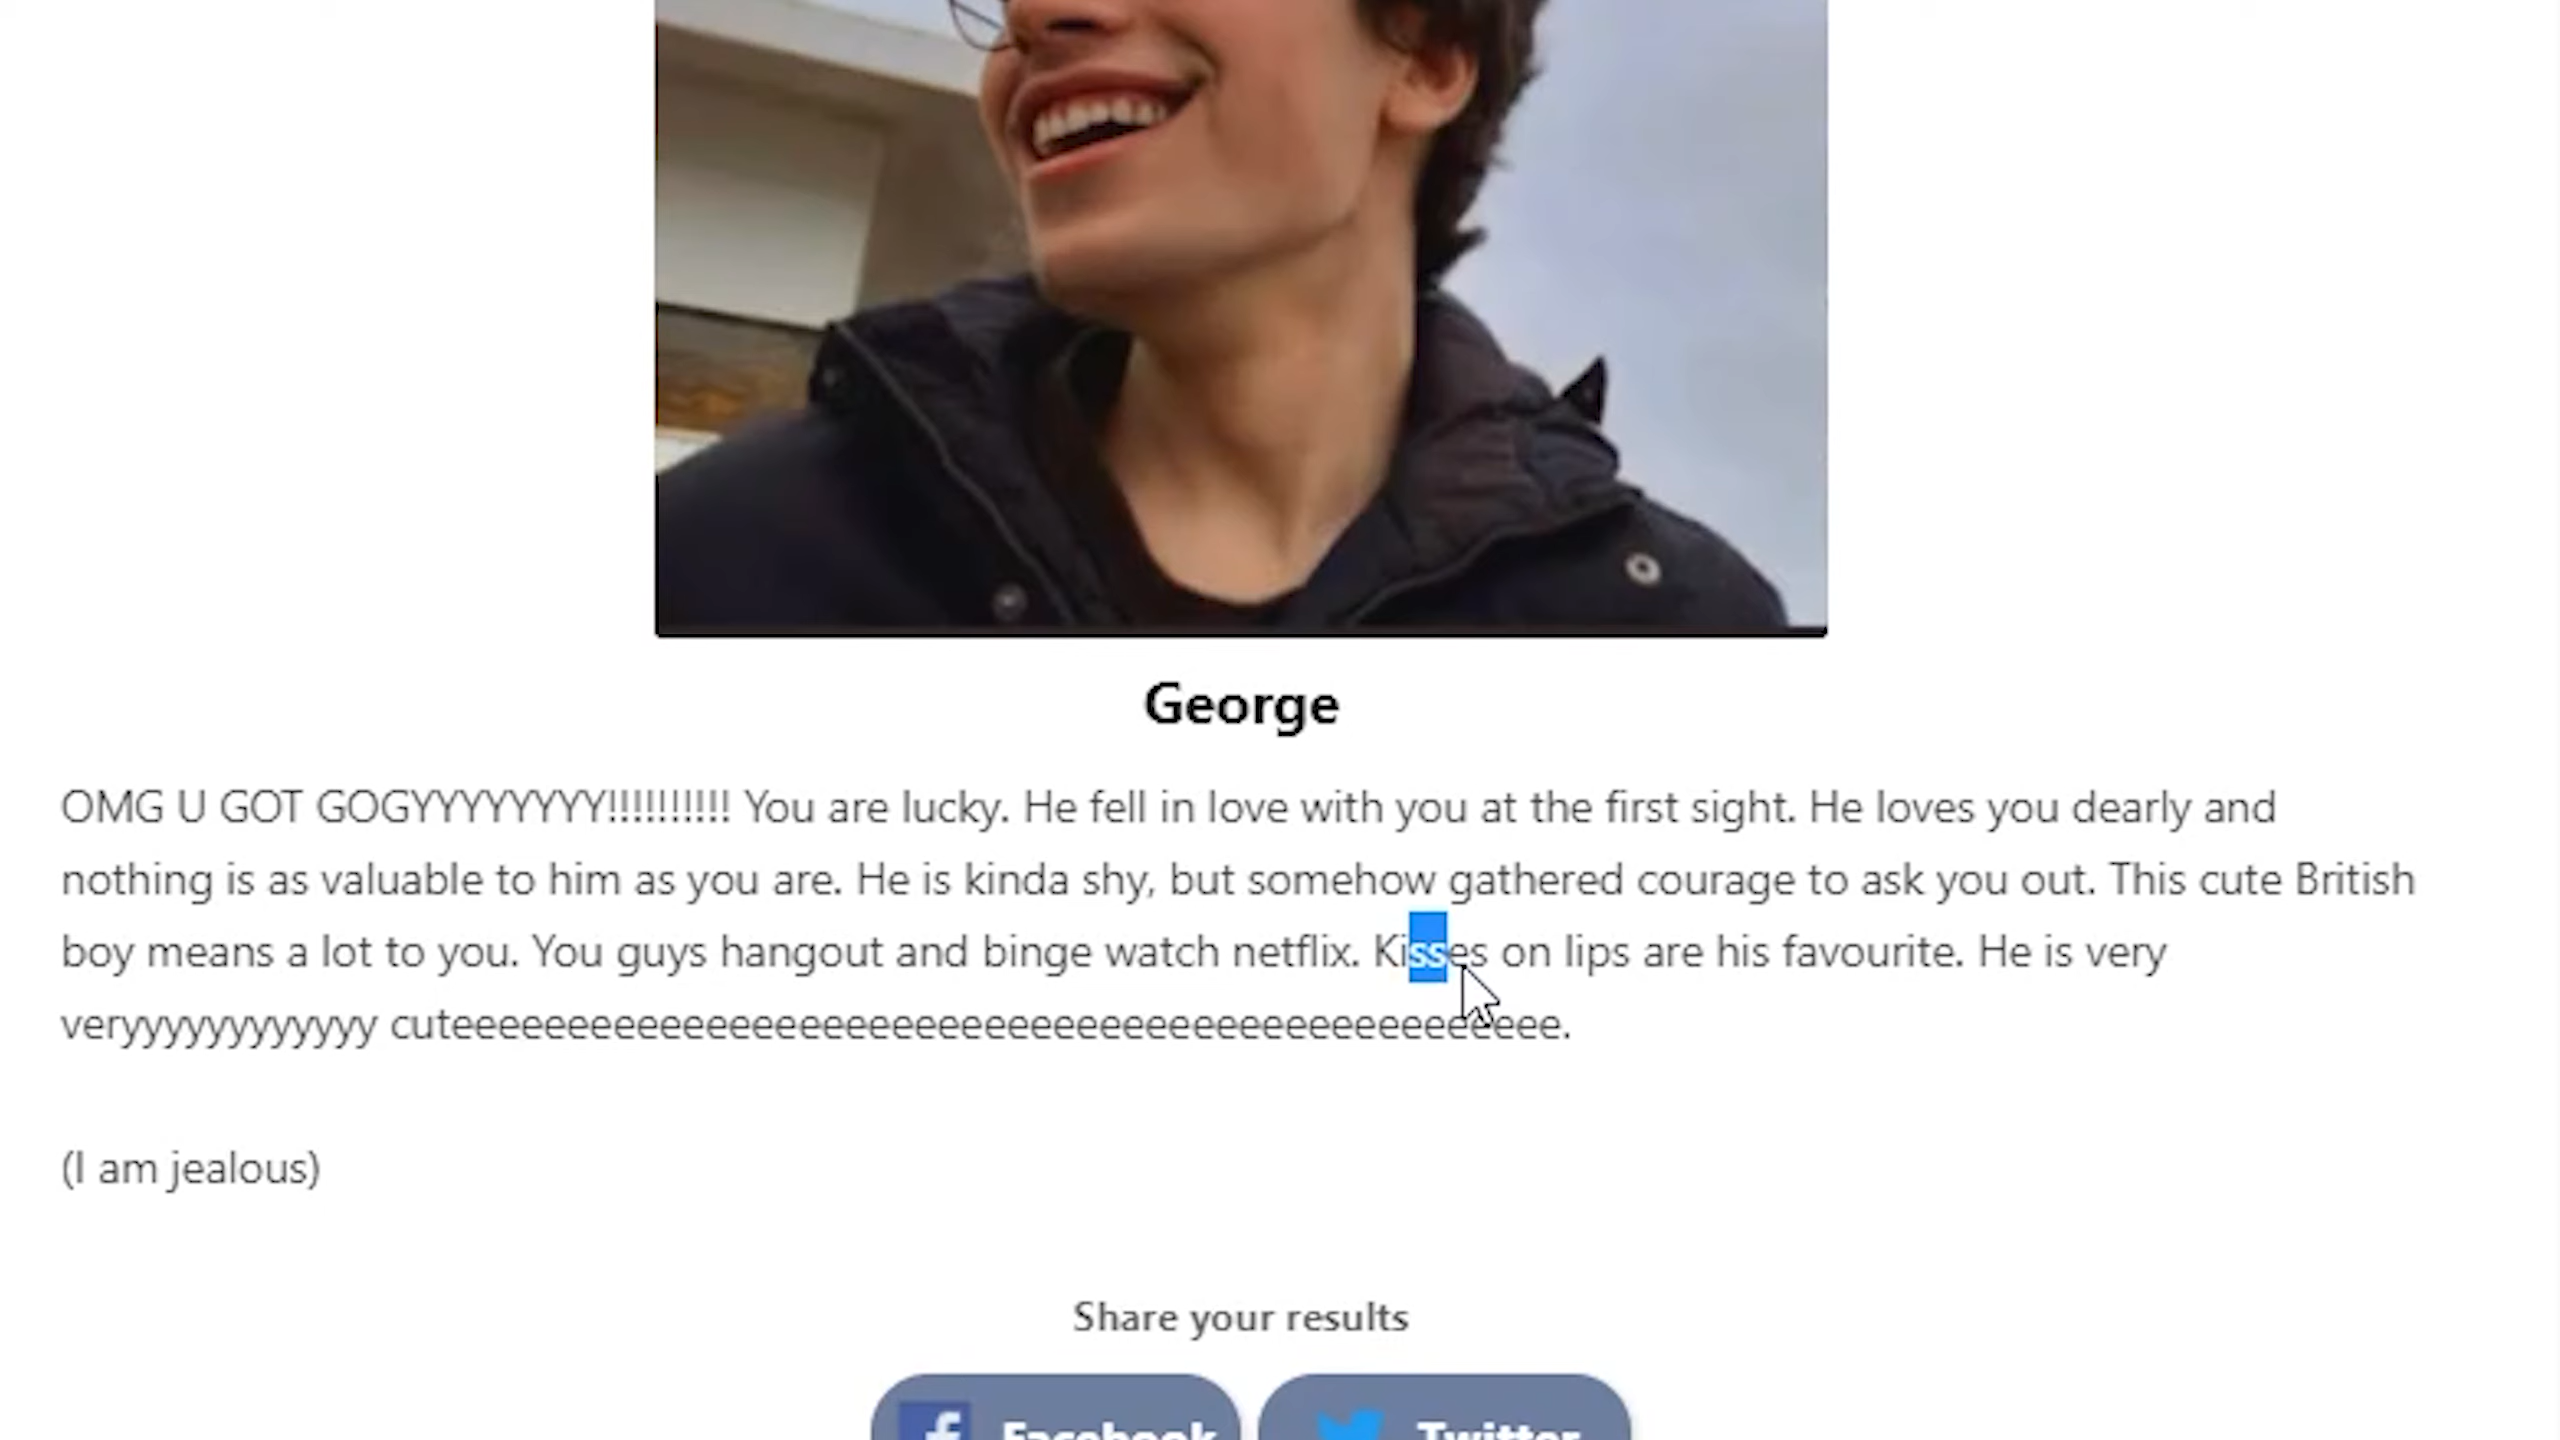 George
OMG U GOT GOGYYYYYYYY!!!!!!!!!! You are lucky. He fell in love with you at the first sight. He loves you dearly and
nothing is as valuable to him as you are. He is kinda shy, but somehow gathered courage to ask you out. This cute British
boy means a lot to you. You guys hangout and binge watch netflix. Kisses on lips are his favourite. He is very
veryyyyyyyyyyyy cuteeeeeeeeeeeeeeeeeeeeeeeeeeeeeeeeeeeeeeeeeeeeeeee.
(I am jealous)
Share your results
Facebook Twitter